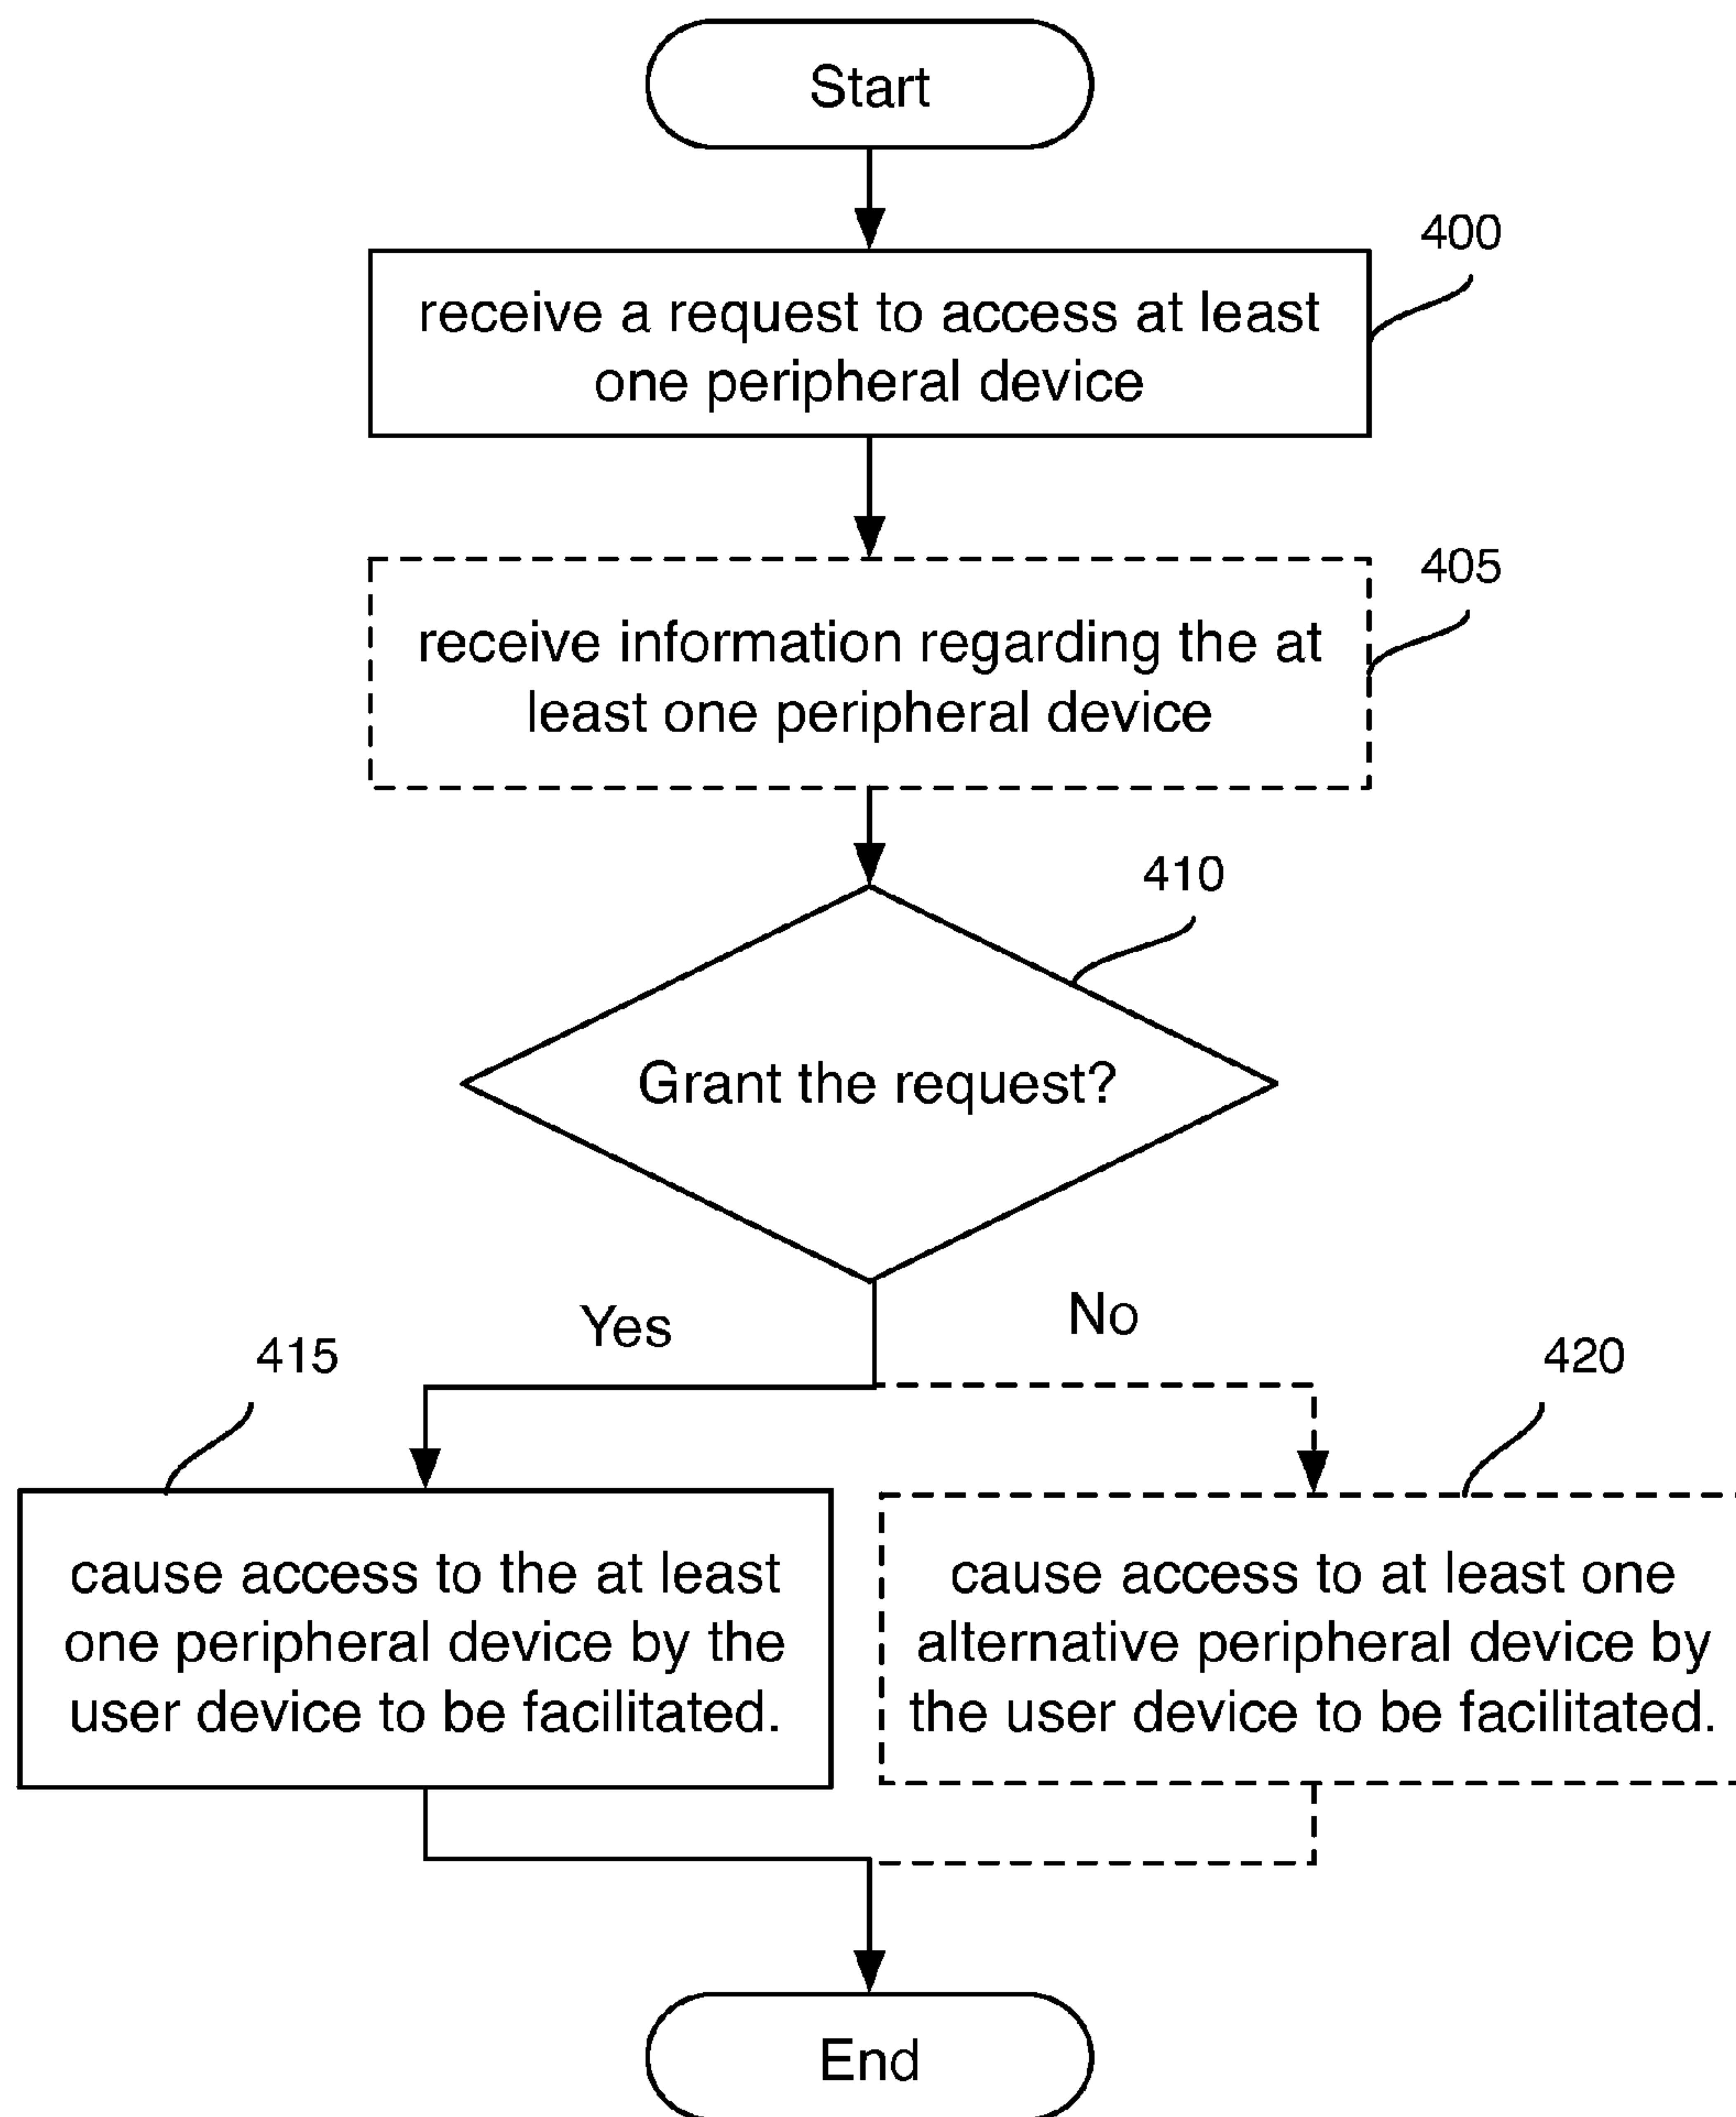 Start
400
receive a request to access at least
one peripheral device
405
receive information regarding the at
least one peripheral device
410
Grant the request?
Yes
No
415
420
cause access to the at least
one peripheral device by the
user device to be facilitated.
cause access to at least one
alternative peripheral device by
the user device to be facilitated.
End